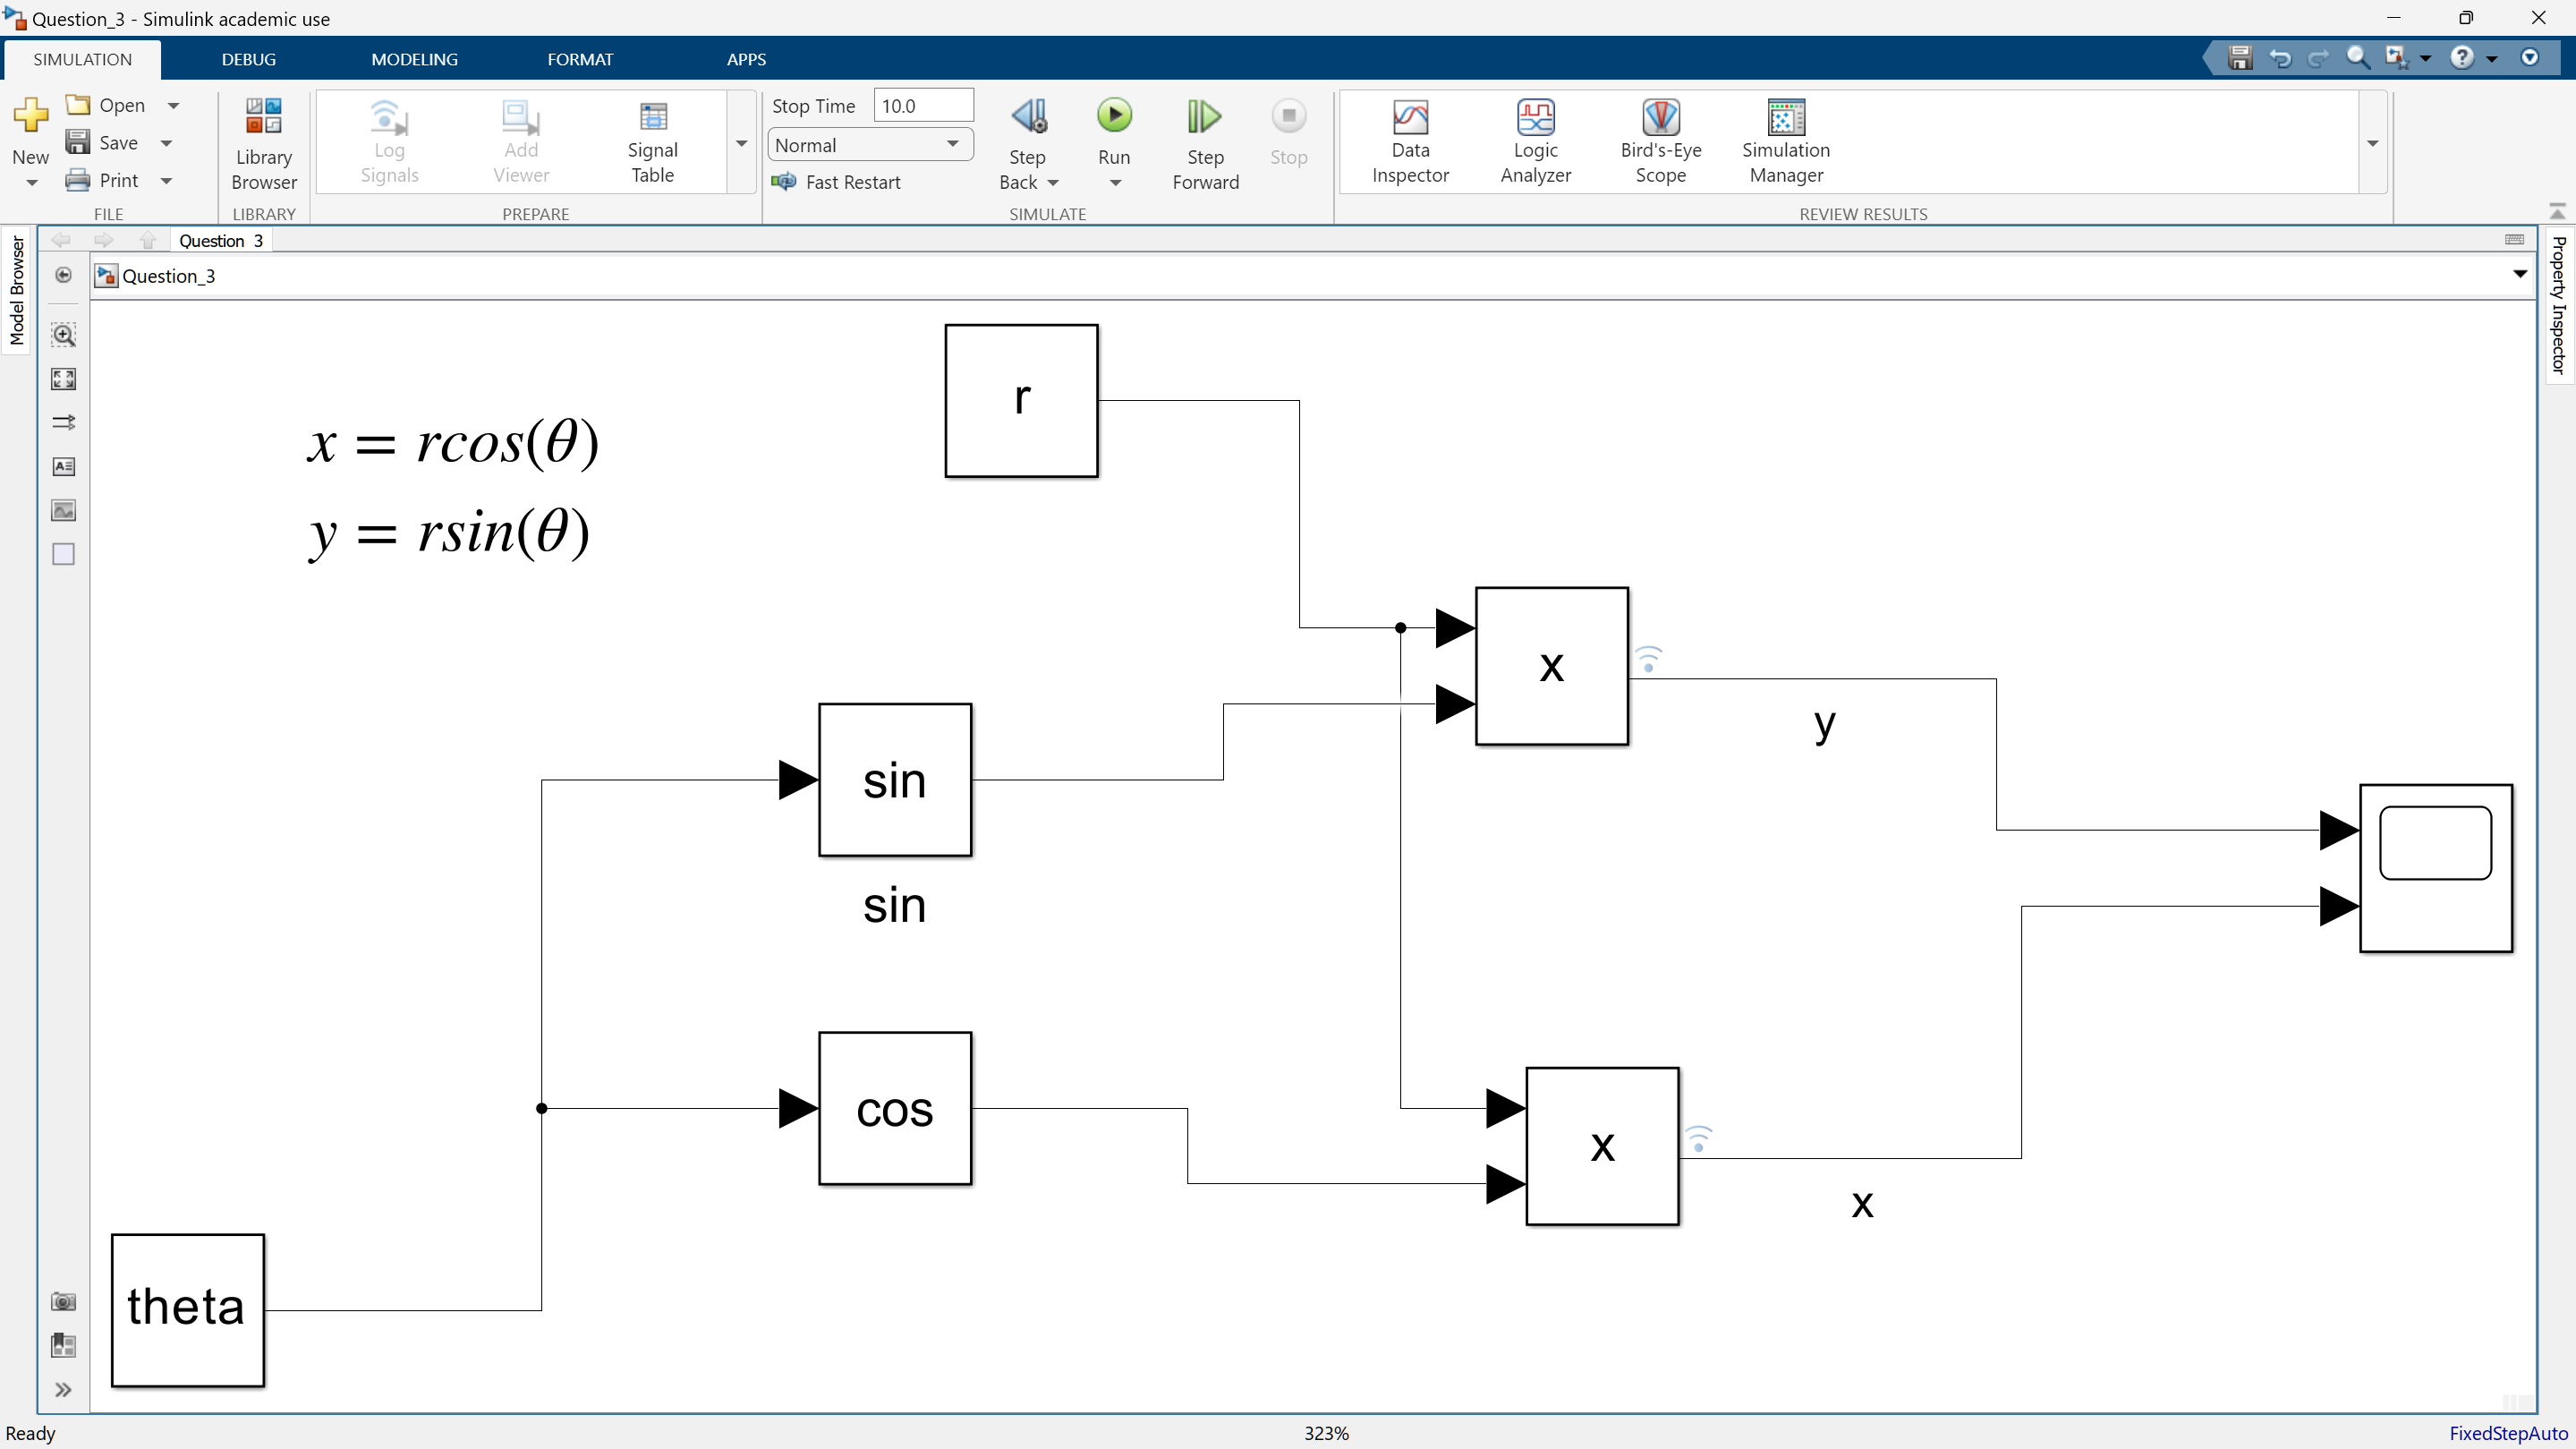 Question_3 - Simulink academic use
SIMULATION DEBUG MODELING FORMAT APPS
New
Open
Save
Print
FILE
Library Browser
LIBRARY
Log Signals
Add Viewer
Signal Table
PREPARE
Stop Time 10.0
Normal
Fast Restart
Step Back
Run
Step Forward
Stop
SIMULATE
Data Inspector
Logic Analyzer
Bird's-Eye Scope
Simulation Manager
REVIEW RESULTS
Model Browser
Question_3
Question_3
Property Inspector
x = rcos(θ)
y = rsin(θ)
r
x
y
sin
sin
cos
x
x
theta
Ready
323%
FixedStepAuto